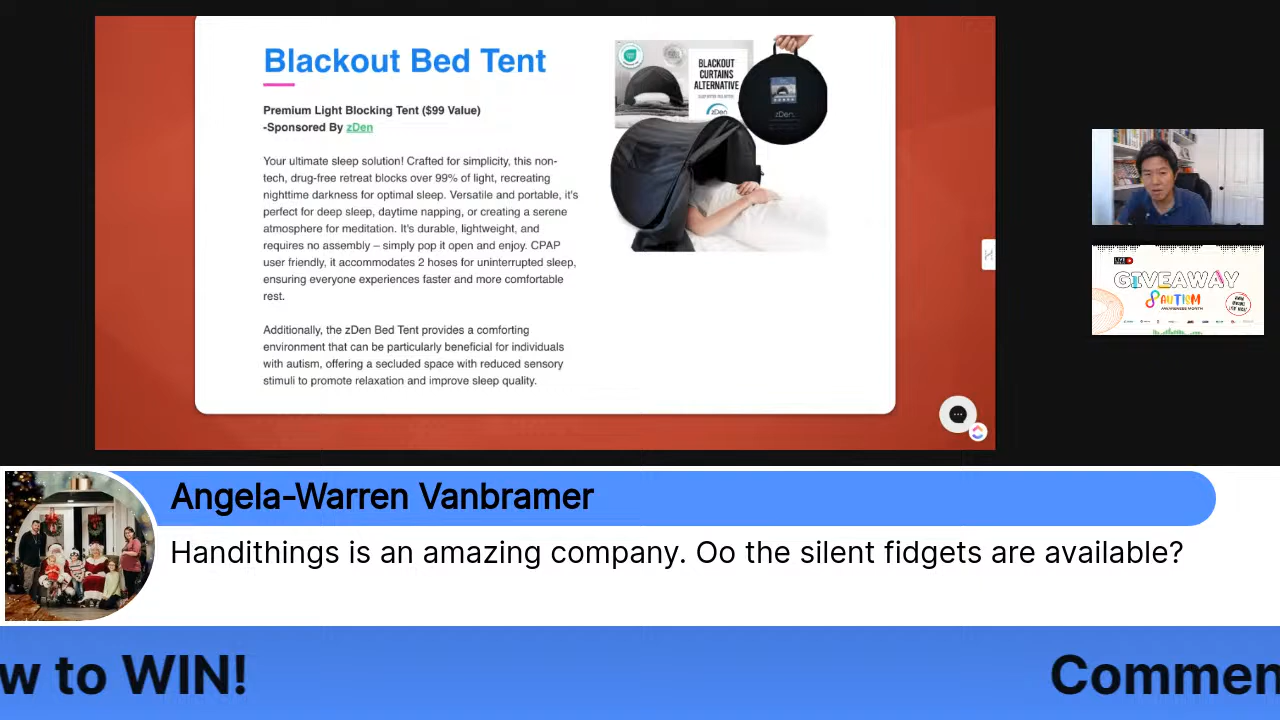 Blackout Bed Tent
Premium Light Blocking Tent ($99 Value)
-Sponsored By zDen
Your ultimate sleep solution! Crafted for simplicity, this non-
tech, drug-free retreat blocks over 99% of light, recreating
nighttime darkness for optimal sleep. Versatile and portable, it's
perfect for deep sleep, daytime napping, or creating a serene
atmosphere for meditation. It's durable, lightweight, and
requires no assembly – simply pop it open and enjoy. CPAP
user friendly, it accommodates 2 hoses for uninterrupted sleep,
ensuring everyone experiences faster and more comfortable
rest.
Additionally, the zDen Bed Tent provides a comforting
environment that can be particularly beneficial for individuals
with autism, offering a secluded space with reduced sensory
stimuli to promote relaxation and improve sleep quality.
BLACKOUT
CURTAINS
ALTERNATIVE
zDen
zDen
GIVEAWAY
AUTISM
AWARENESS MONTH
Angela-Warren Vanbramer
Handithings is an amazing company. Oo the silent fidgets are available?
w to WIN!
Commen